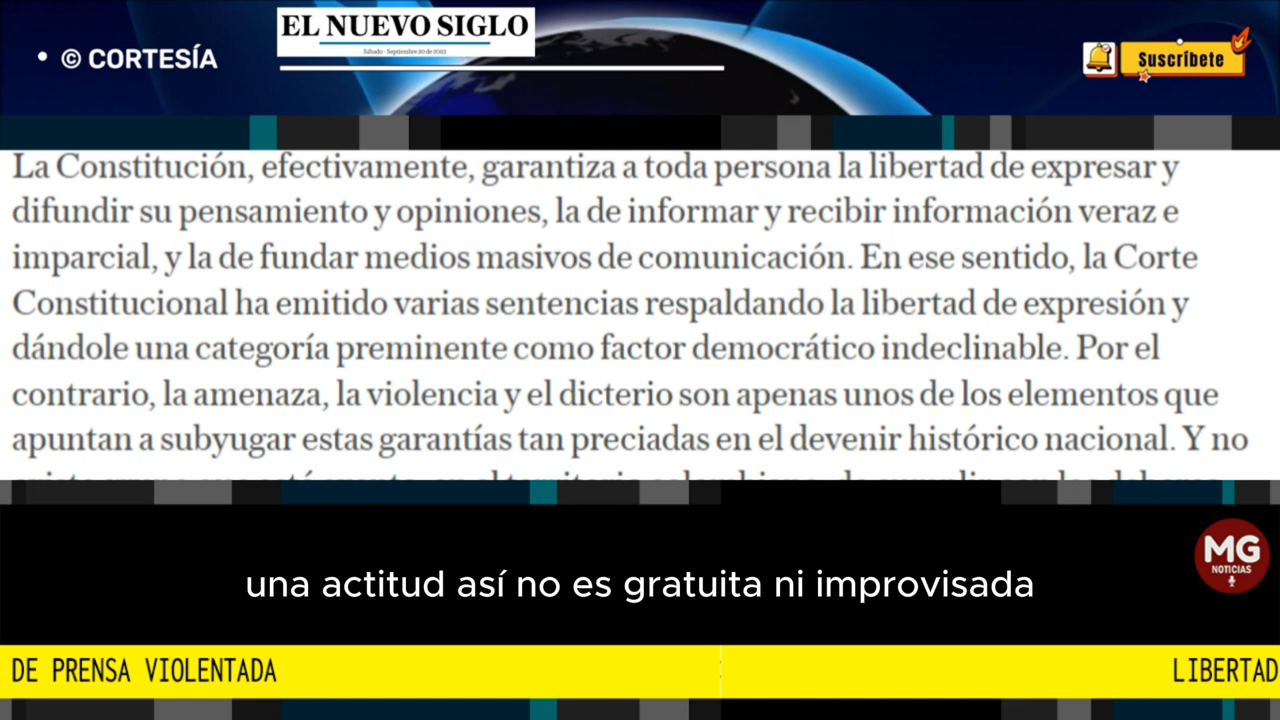 • © CORTESÍA
EL NUEVO SIGLO
Sábado - Septiembre 30 de 2023
Suscríbete
La Constitución, efectivamente, garantiza a toda persona la libertad de expresar y
difundir su pensamiento y opiniones, la de informar y recibir información veraz e
imparcial, y la de fundar medios masivos de comunicación. En ese sentido, la Corte
Constitucional ha emitido varias sentencias respaldando la libertad de expresión y
dándole una categoría preminente como factor democrático indeclinable. Por el
contrario, la amenaza, la violencia y el dicterio son apenas unos de los elementos que
apuntan a subyugar estas garantías tan preciadas en el devenir histórico nacional. Y no
MG
NOTICIAS
una actitud así no es gratuita ni improvisada
DE PRENSA VIOLENTADA
LIBERTAD